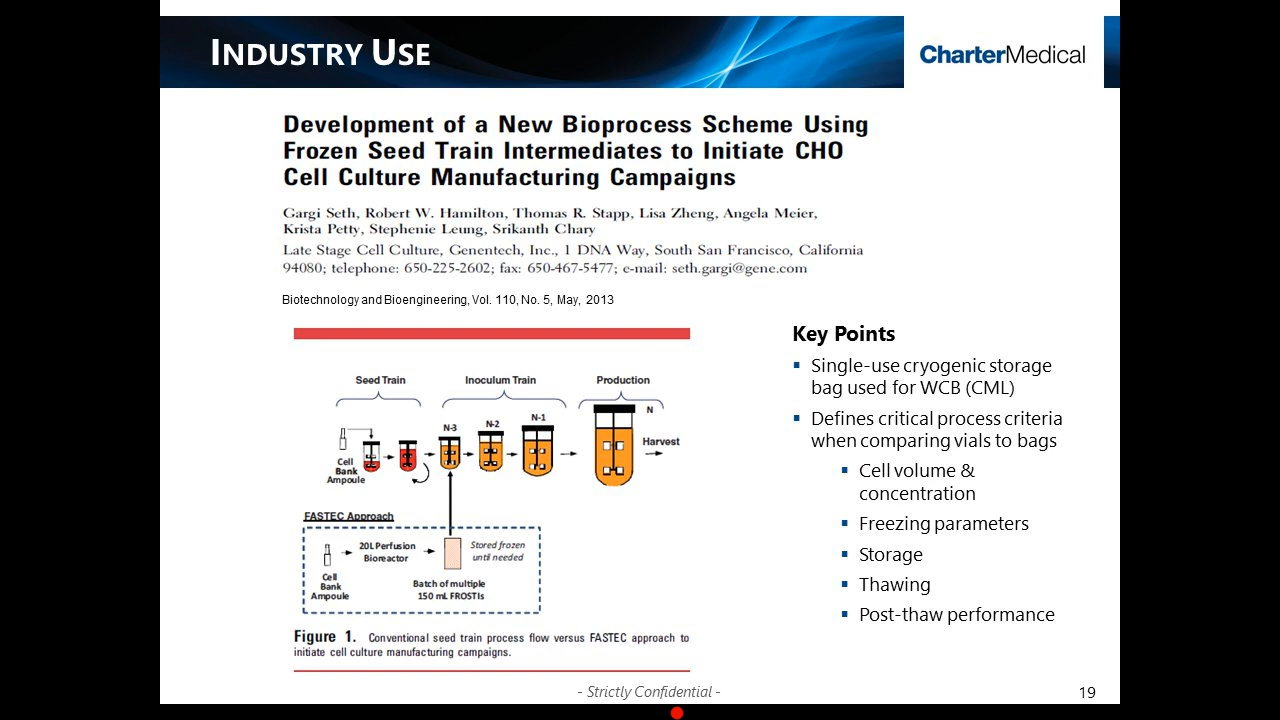 INDUSTRY USE
CharterMedical
Development of a New Bioprocess Scheme Using
Frozen Seed Train Intermediates to Initiate CHO
Cell Culture Manufacturing Campaigns
Gargi Seth, Robert W. Hamilton, Thomas R. Stapp, Lisa Zheng, Angela Meier,
Krista Petty, Stephenie Leung, Srikanth Chary
Late Stage Cell Culture, Genentech, Inc., 1 DNA Way, South San Francisco, California
94080; telephone: 650-225-2602; fax: 650-467-5477; e-mail: seth.gargi@gene.com
Biotechnology and Bioengineering, Vol. 110, No. 5, May, 2013
Seed Train
Inoculum Train
Production
N-3
N-2
N-1
N
Harvest
Cell
Bank
Ampoule
FASTEC Approach
20L Perfusion
Bioreactor
Stored frozen
until needed
Cell
Bank
Ampoule
Batch of multiple
150 mL FROSTIs
Figure 1. Conventional seed train process flow versus FASTEC approach to
initiate cell culture manufacturing campaigns.
Key Points
▪ Single-use cryogenic storage
bag used for WCB (CML)
▪ Defines critical process criteria
when comparing vials to bags
▪ Cell volume &
concentration
▪ Freezing parameters
▪ Storage
▪ Thawing
▪ Post-thaw performance
- Strictly Confidential -
19